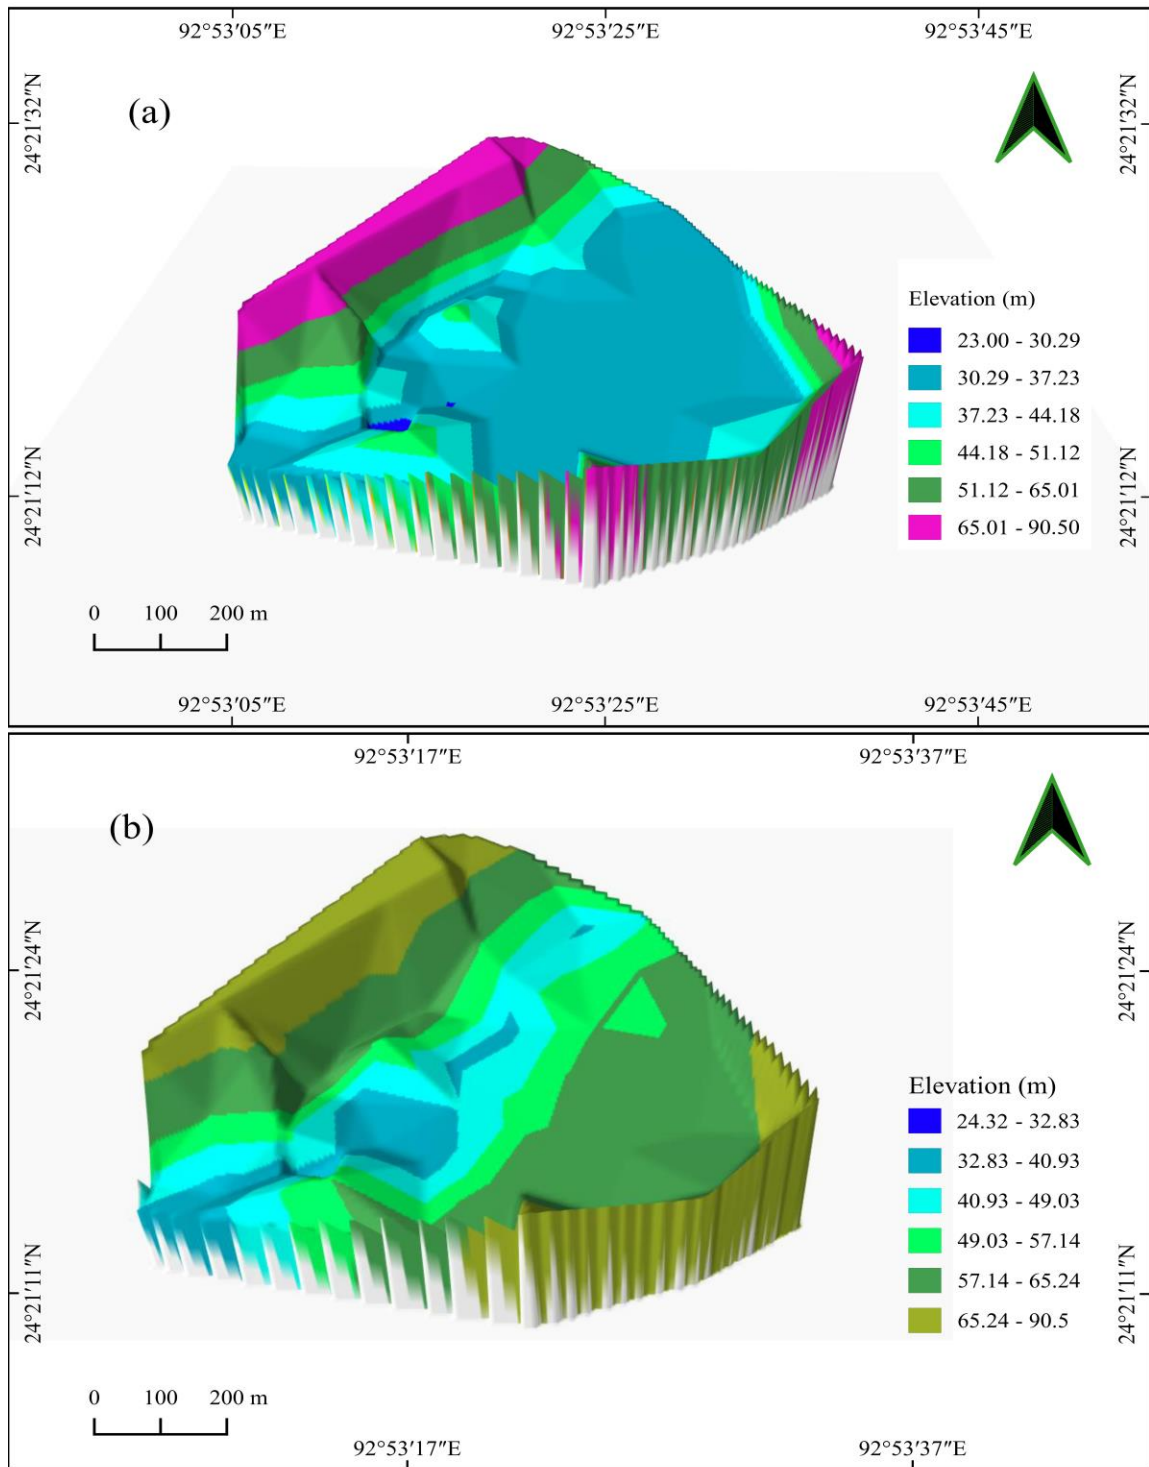 92°53′05″E 92°53′25″E 92°53′45″E
(a)
24°21′32″N 24°21′32″N
Elevation (m)
23.00 - 30.29
30.29 - 37.23
37.23 - 44.18
44.18 - 51.12
51.12 - 65.01
65.01 - 90.50
24°21′12″N 24°21′12″N
0 100 200 m
92°53′05″E 92°53′25″E 92°53′45″E
92°53′17″E 92°53′37″E
(b)
24°21′24″N 24°21′24″N
Elevation (m)
24.32 - 32.83
32.83 - 40.93
40.93 - 49.03
49.03 - 57.14
57.14 - 65.24
65.24 - 90.5
24°21′11″N 24°21′11″N
0 100 200 m
92°53′17″E 92°53′37″E